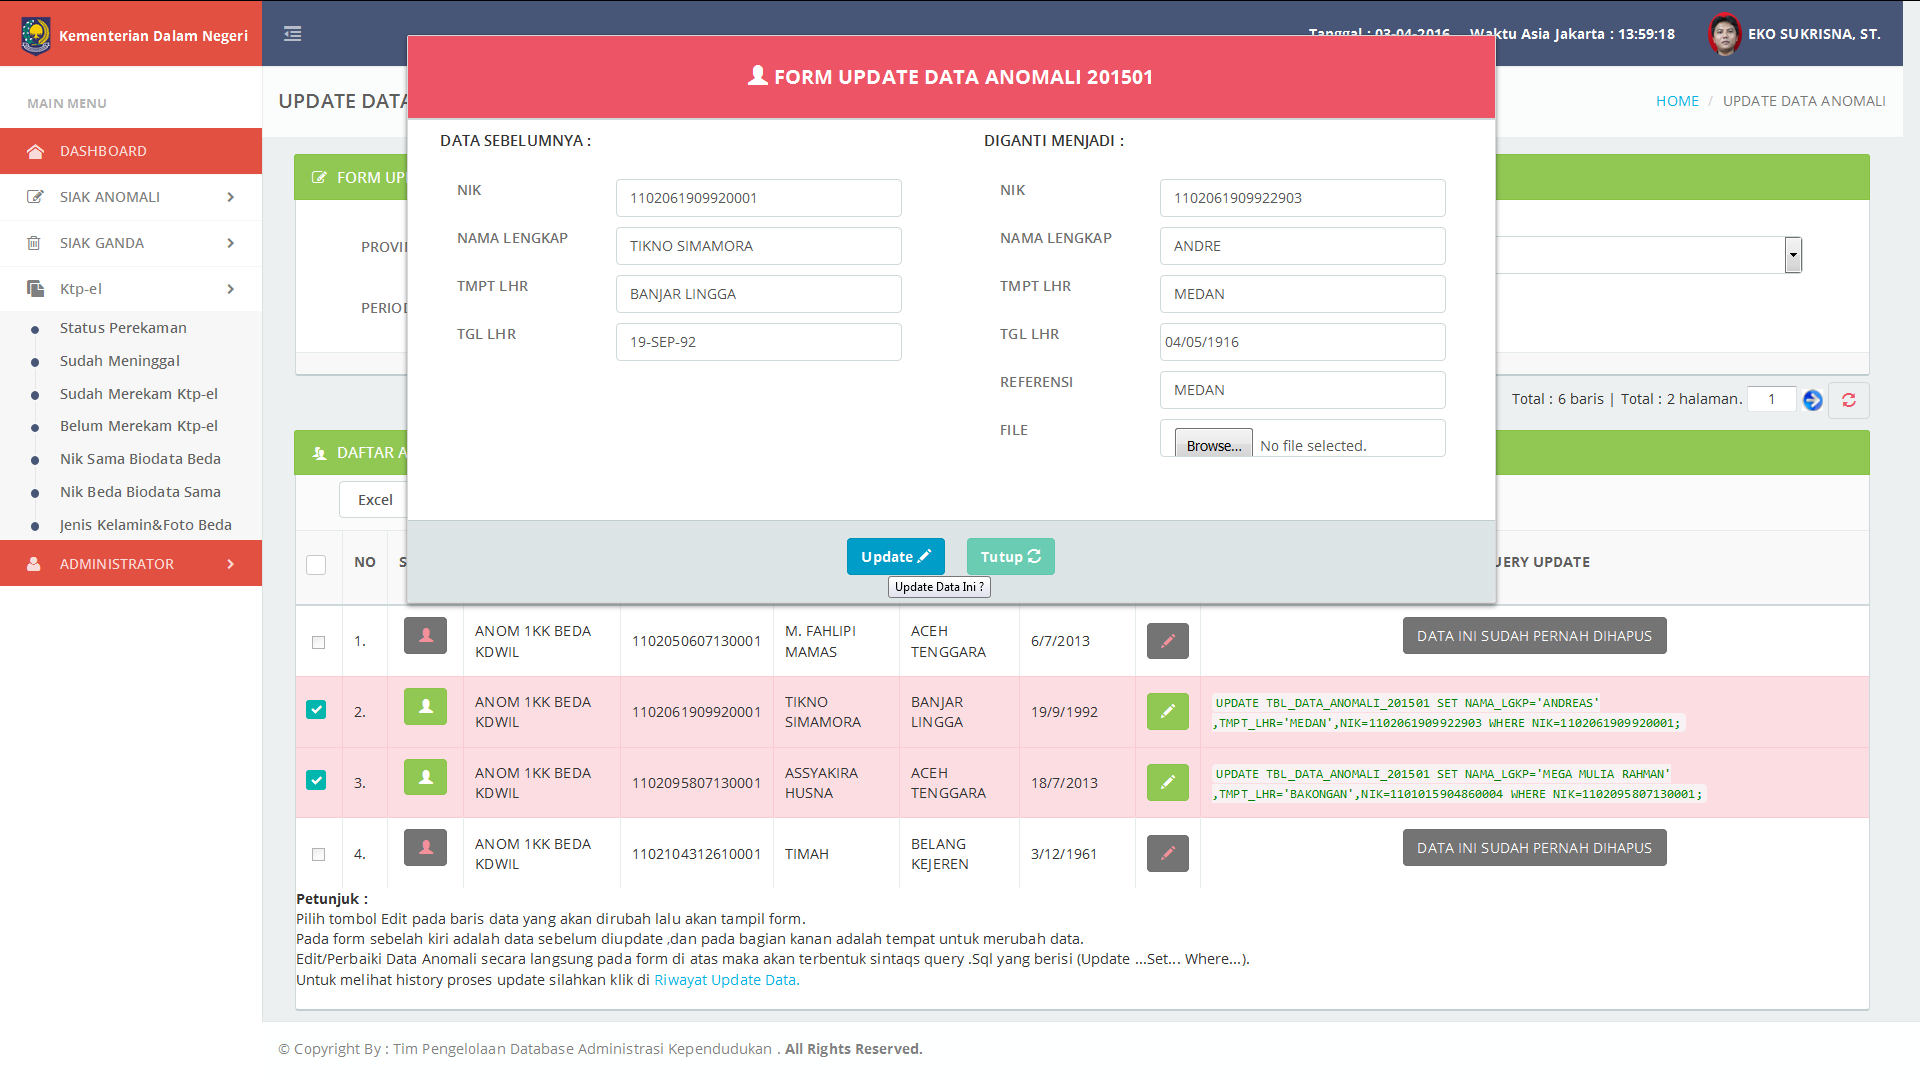 Kementerian Dalam Negeri
Tanggal : 03-04-2016 Waktu Asia Jakarta : 13:59:18
EKO SUKRISNA, ST.
MAIN MENU
DASHBOARD
SIAK ANOMALI
SIAK GANDA
Ktp-el
Status Perekaman
Sudah Meninggal
Sudah Merekam Ktp-el
Belum Merekam Ktp-el
Nik Sama Biodata Beda
Nik Beda Biodata Sama
Jenis Kelamin&Foto Beda
ADMINISTRATOR
UPDATE DATA
HOME / UPDATE DATA ANOMALI
FORM UP
PROVI
PERIOD
FORM UPDATE DATA ANOMALI 201501
DATA SEBELUMNYA :
NIK 1102061909920001
NAMA LENGKAP TIKNO SIMAMORA
TMPT LHR BANJAR LINGGA
TGL LHR 19-SEP-92
DIGANTI MENJADI :
NIK 1102061909922903
NAMA LENGKAP ANDRE
TMPT LHR MEDAN
TGL LHR 04/05/1916
REFERENSI MEDAN
FILE Browse... No file selected.
Update Tutup
Update Data Ini ?
Total : 6 baris | Total : 2 halaman. 1
DAFTAR A
Excel
NO S UERY UPDATE
1. ANOM 1KK BEDA KDWIL 1102050607130001 M. FAHLIPI MAMAS ACEH TENGGARA 6/7/2013 DATA INI SUDAH PERNAH DIHAPUS
2. ANOM 1KK BEDA KDWIL 1102061909920001 TIKNO SIMAMORA BANJAR LINGGA 19/9/1992 UPDATE TBL_DATA_ANOMALI_201501 SET NAMA_LGKP='ANDREAS'
,TMPT_LHR='MEDAN',NIK=1102061909922903 WHERE NIK=1102061909920001;
3. ANOM 1KK BEDA KDWIL 1102095807130001 ASSYAKIRA HUSNA ACEH TENGGARA 18/7/2013 UPDATE TBL_DATA_ANOMALI_201501 SET NAMA_LGKP='MEGA MULIA RAHMAN'
,TMPT_LHR='BAKONGAN',NIK=1101015904860004 WHERE NIK=1102095807130001;
4. ANOM 1KK BEDA KDWIL 1102104312610001 TIMAH BELANG KEJEREN 3/12/1961 DATA INI SUDAH PERNAH DIHAPUS
Petunjuk :
Pilih tombol Edit pada baris data yang akan dirubah lalu akan tampil form.
Pada form sebelah kiri adalah data sebelum diupdate ,dan pada bagian kanan adalah tempat untuk merubah data.
Edit/Perbaiki Data Anomali secara langsung pada form di atas maka akan terbentuk sintaqs query .Sql yang berisi (Update ...Set... Where...).
Untuk melihat history proses update silahkan klik di Riwayat Update Data.
© Copyright By : Tim Pengelolaan Database Administrasi Kependudukan . All Rights Reserved.